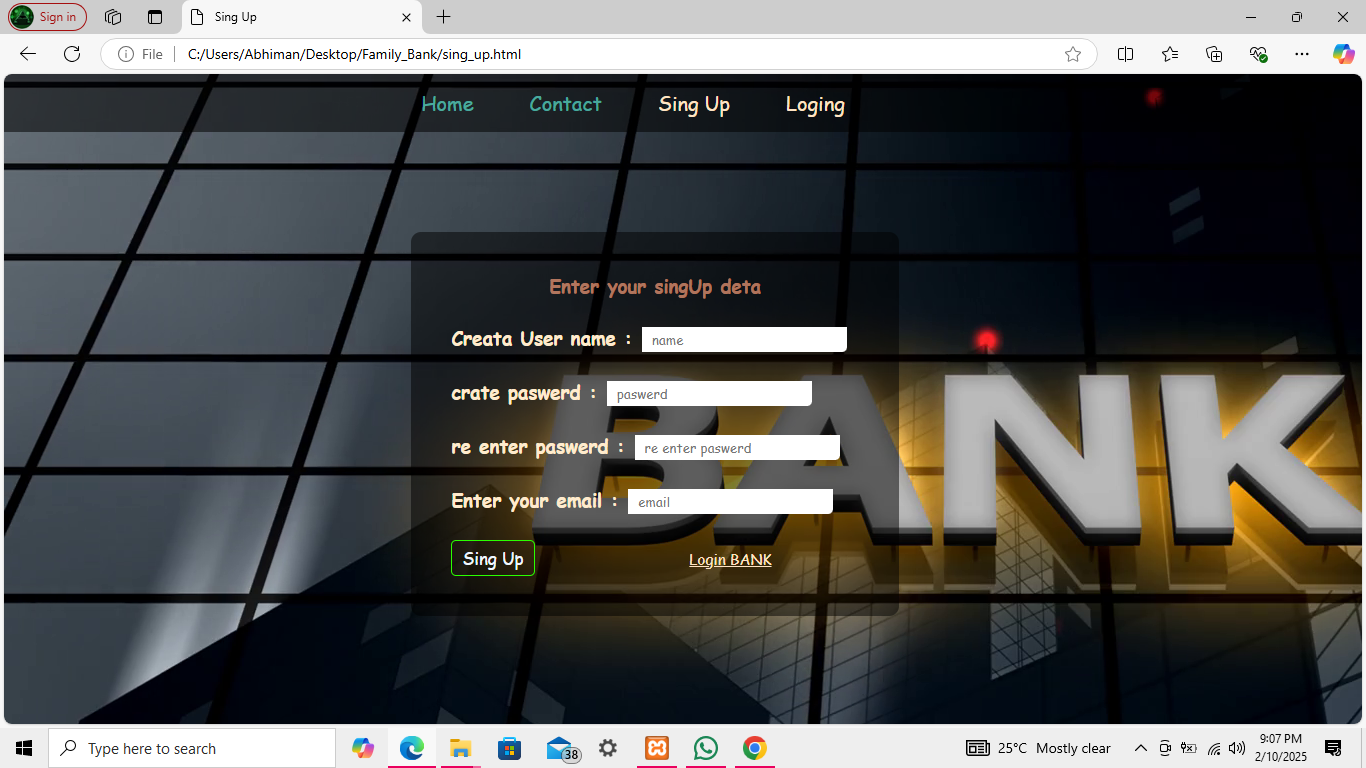 Sign in
Sing Up
File
C:/Users/Abhiman/Desktop/Family_Bank/sing_up.html
Home Contact Sing Up Loging
Enter your singUp deta
Creata User name : name
crate paswerd : paswerd
re enter paswerd : re enter paswerd
Enter your email : email
Sing Up Login BANK
BANK
Type here to search
38
25°C Mostly clear
9:07 PM
2/10/2025